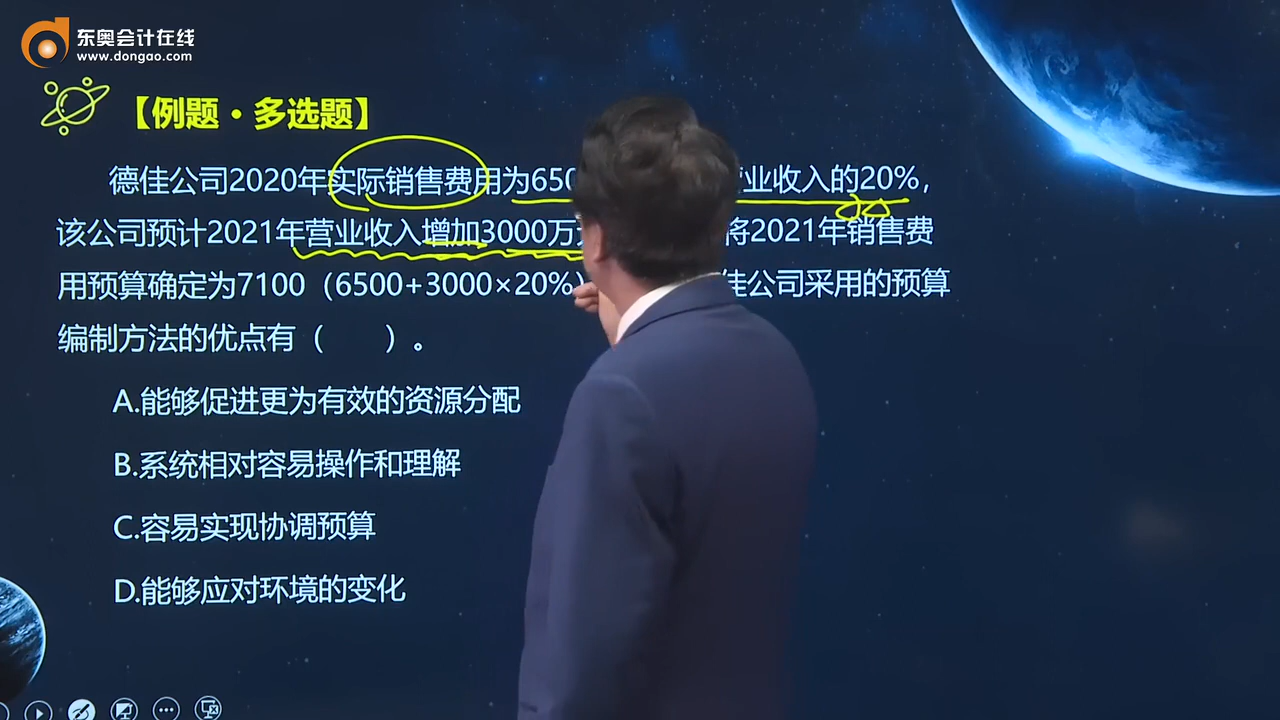 东奥会计在线
www.dongao.com
【例题·多选题】
德佳公司2020年实际销售费用为650 业收入的20%，
该公司预计2021年营业收入增加3000万 将2021年销售费
用预算确定为7100（6500+3000×20%） 佳公司采用的预算
编制方法的优点有（ ）。
A.能够促进更为有效的资源分配
B.系统相对容易操作和理解
C.容易实现协调预算
D.能够应对环境的变化